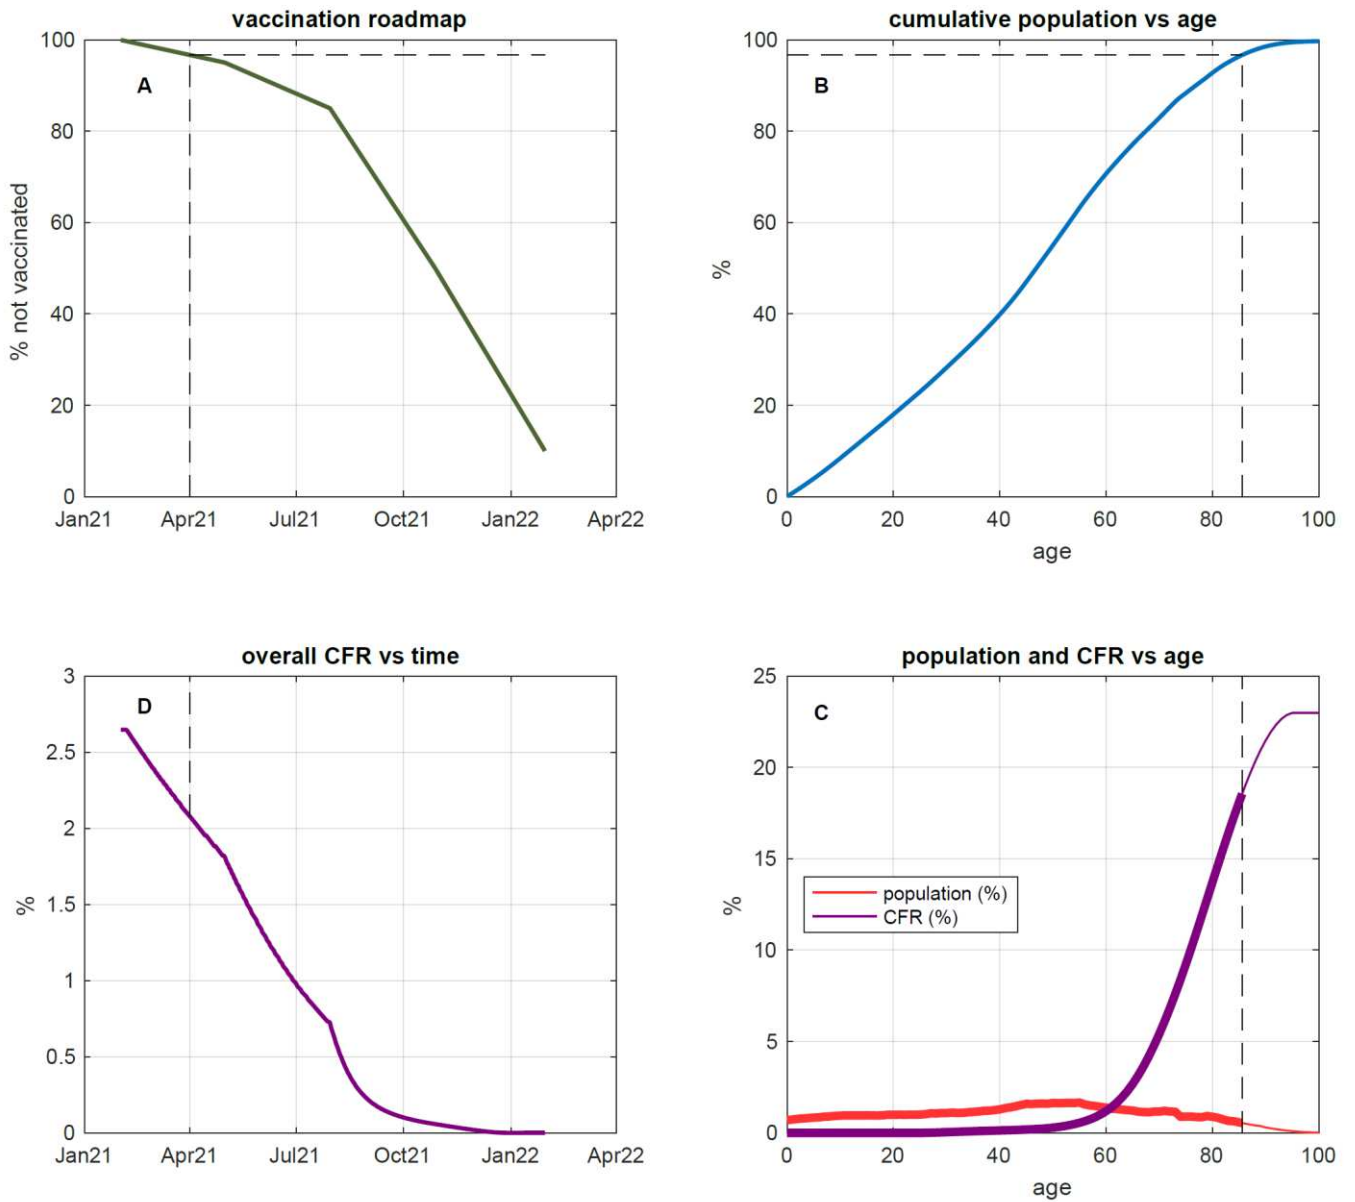 vaccination roadmap
100
80
60
40
20
0
% not vaccinated
A
Jan21 Apr21 Jul21 Oct21 Jan22 Apr22
cumulative population vs age
100
80
60
40
20
0
%
B
0 20 40 60 80 100
age
overall CFR vs time
3
2.5
2
1.5
1
0.5
0
%
D
Jan21 Apr21 Jul21 Oct21 Jan22 Apr22
population and CFR vs age
25
20
15
10
5
0
%
C
population (%)
CFR (%)
0 20 40 60 80 100
age